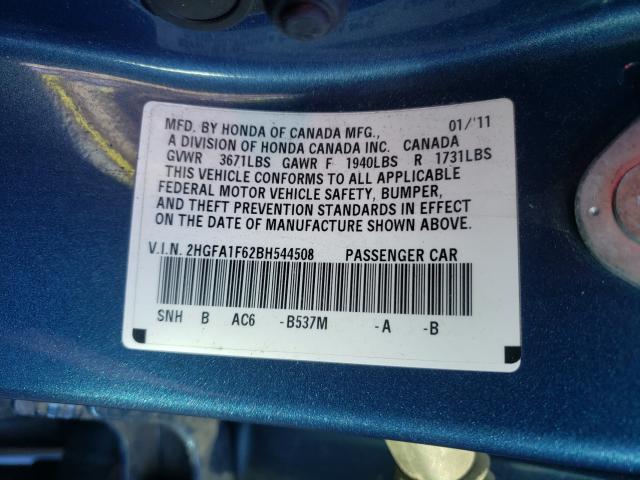 MFD. BY HONDA OF CANADA MFG., 01/'11
A DIVISION OF HONDA CANADA INC. CANADA
GVWR 3671LBS GAWR F 1940LBS R 1731LBS
THIS VEHICLE CONFORMS TO ALL APPLICABLE
FEDERAL MOTOR VEHICLE SAFETY, BUMPER,
AND THEFT PREVENTION STANDARDS IN EFFECT
ON THE DATE OF MANUFACTURE SHOWN ABOVE.
V.I.N. 2HGFA1F62BH544508 PASSENGER CAR
SNH B AC6 -B537M -A -B